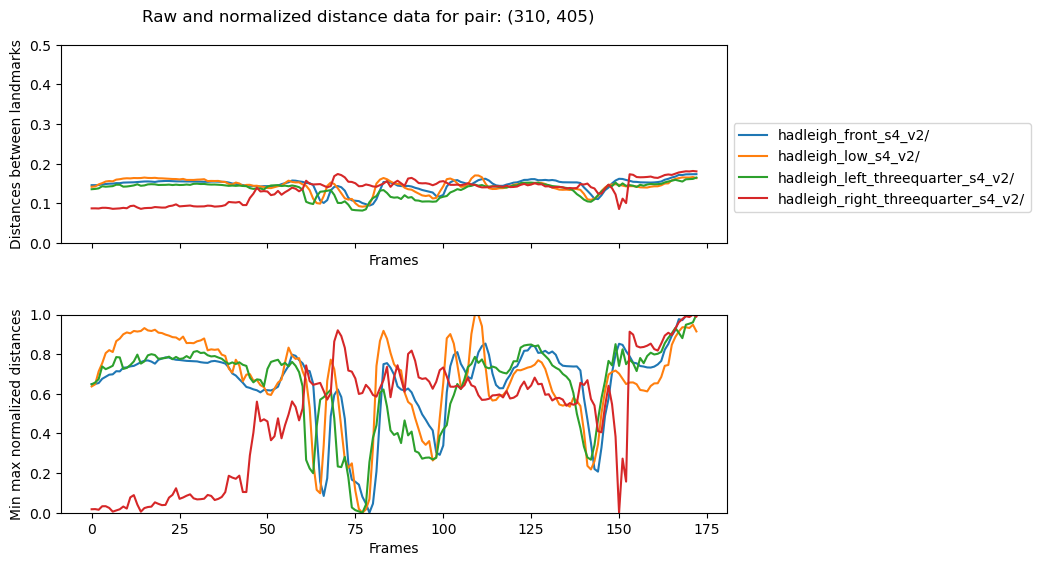 Raw and normalized distance data for pair: (310, 405)
Distances between landmarks
0.5
0.4
0.3
0.2
0.1
0.0
Frames
hadleigh_front_s4_v2/
hadleigh_low_s4_v2/
hadleigh_left_threequarter_s4_v2/
hadleigh_right_threequarter_s4_v2/
Min max normalized distances
1.0
0.8
0.6
0.4
0.2
0.0
0 25 50 75 100 125 150 175
Frames